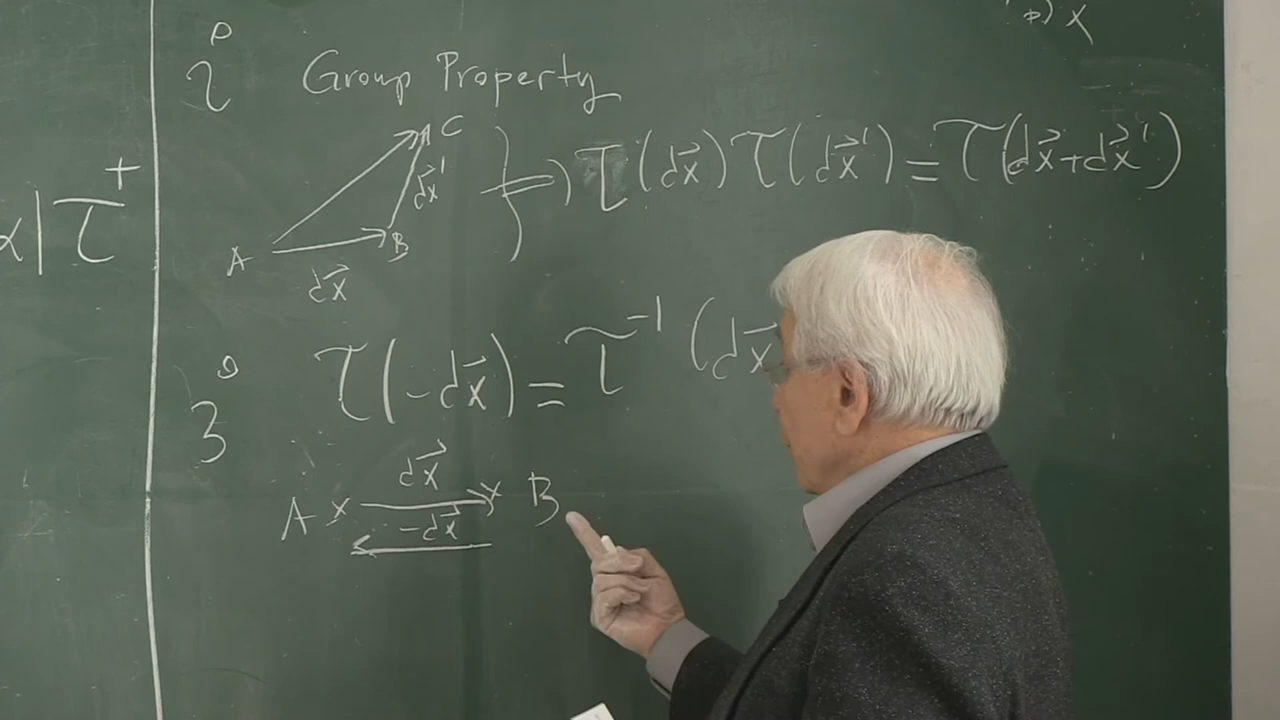 x
2° Group Property
C
dx⃗'
⇒ 𝒯(dx⃗)𝒯(dx⃗') = 𝒯(dx⃗+dx⃗')
α|𝒯⁺
A
B
dx⃗
3° 𝒯(-dx⃗) = 𝒯⁻¹(dx⃗
dx⃗
A x x B
-dx⃗